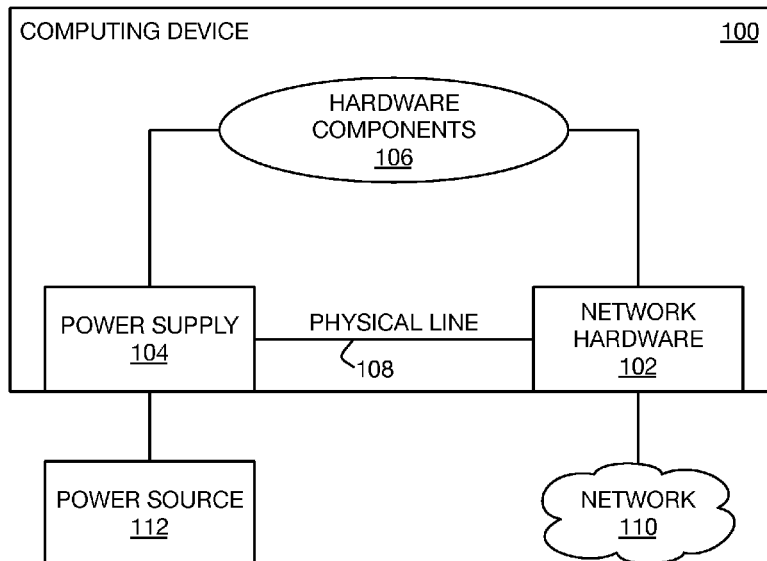 COMPUTING DEVICE 100
HARDWARE
COMPONENTS
106
POWER SUPPLY
104
PHYSICAL LINE
108
NETWORK
HARDWARE
102
POWER SOURCE
112
NETWORK
110